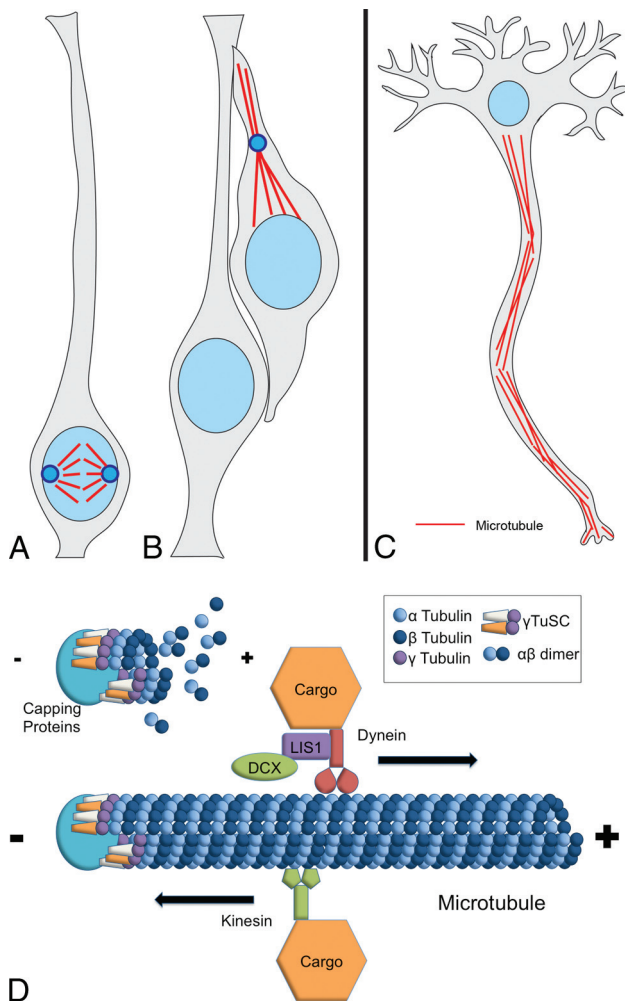 A
B
C
Microtubule
α Tubulin
β Tubulin
γ Tubulin
γTuSC
αβ dimer
-
+
Capping
Proteins
Cargo
LIS1
Dynein
DCX
-
+
Kinesin
Microtubule
Cargo
D